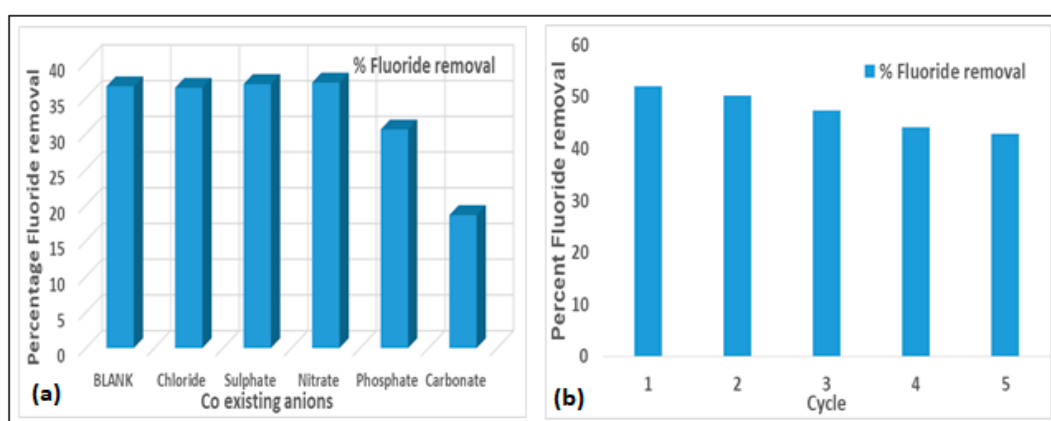 % Fluoride removal
Percentage Fluoride removal
40
35
30
25
20
15
10
5
0
BLANK Chloride Sulphate Nitrate Phosphate Carbonate
Co existing anions
(a)
% Fluoride removal
Percent Fluoride removal
60
50
40
30
20
10
0
1 2 3 4 5
Cycle
(b)